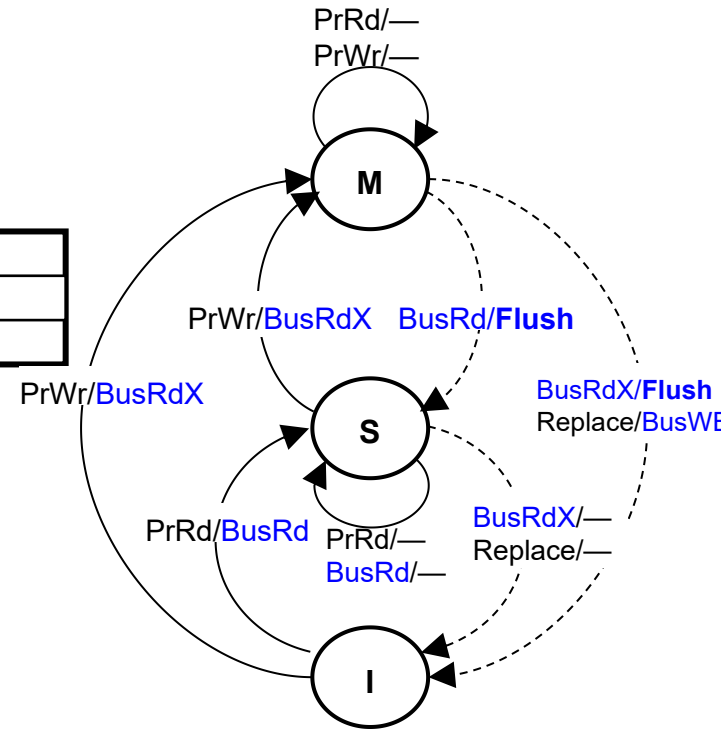 PrRd/—
PrWr/—
M
PrWr/BusRdX
BusRd/Flush
PrWr/BusRdX
BusRdX/Flush
Replace/BusWB
S
PrRd/BusRd
PrRd/—
BusRd/—
BusRdX/—
Replace/—
I